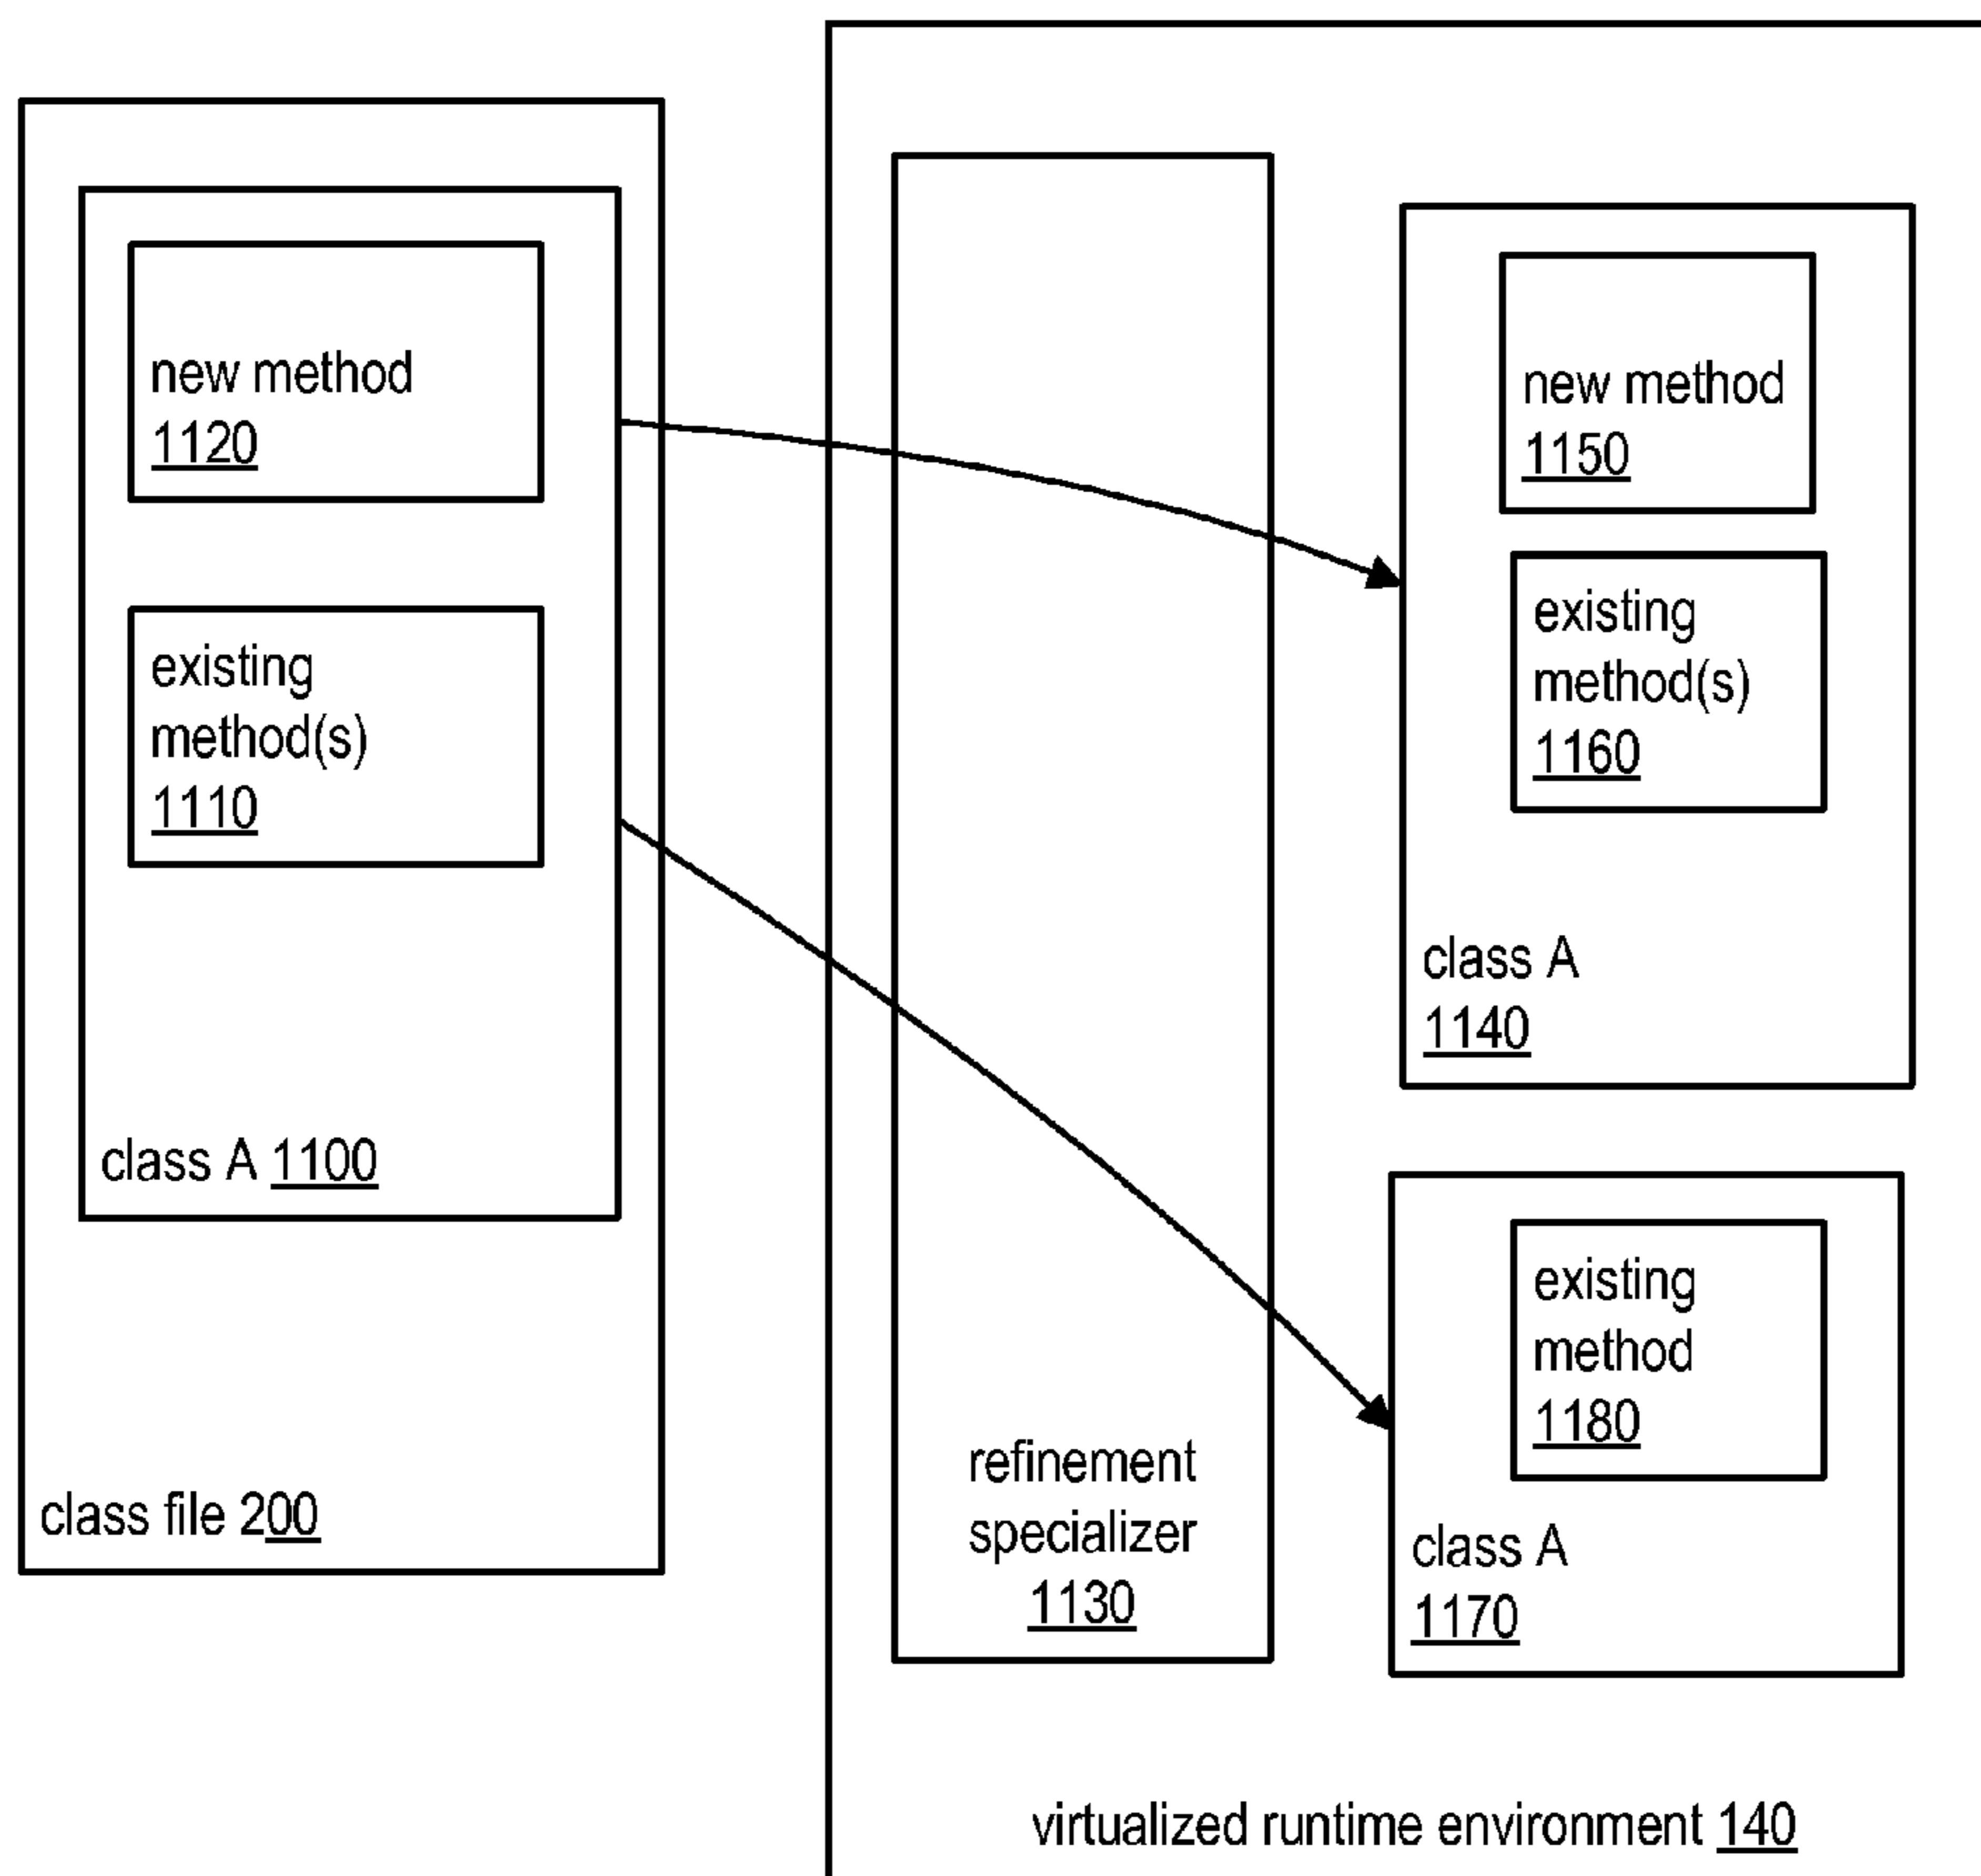 new method
1120
existing
method(s)
1110
class A 1100
class file 200
refinement
specializer
1130
new method
1150
existing
method(s)
1160
class A
1140
existing
method
1180
class A
1170
virtualized runtime environment 140